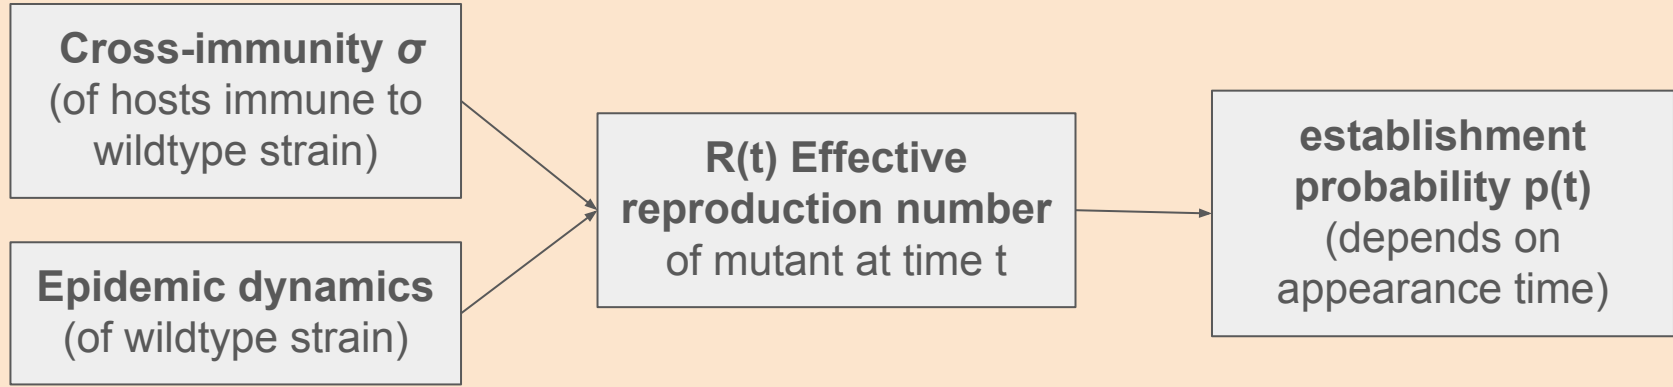 Cross-immunity σ
(of hosts immune to
wildtype strain)
Epidemic dynamics
(of wildtype strain)
R(t) Effective
reproduction number
of mutant at time t
establishment
probability p(t)
(depends on
appearance time)